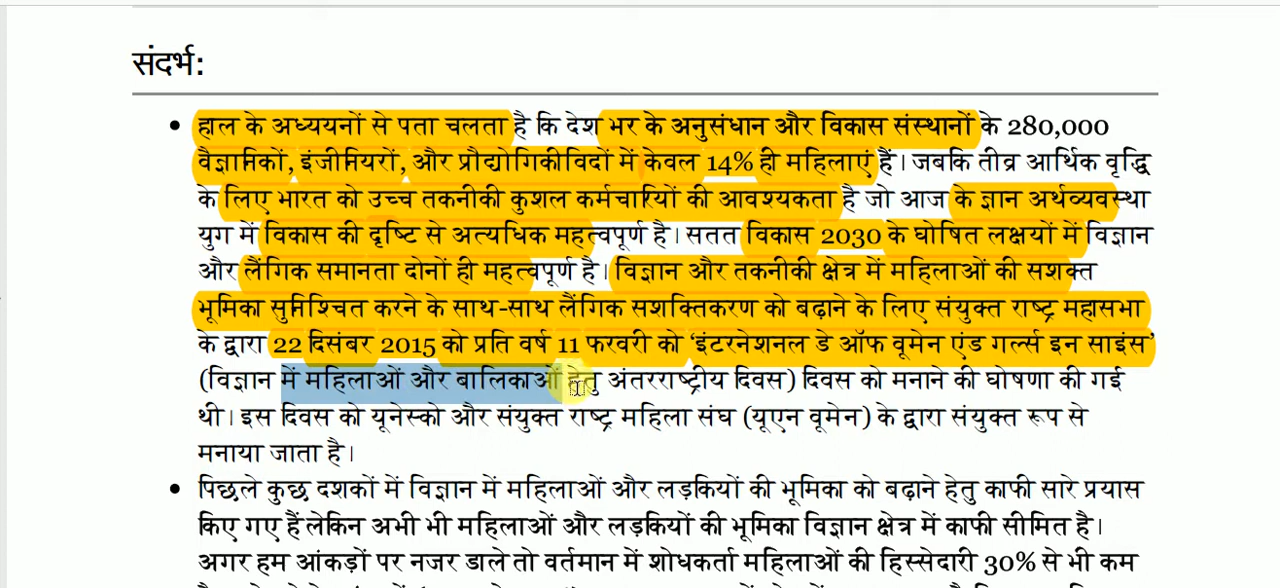 संदर्भ:
• हाल के अध्ययनों से पता चलता है कि देश भर के अनुसंधान और विकास संस्थानों के 280,000
वैज्ञानिकों, इंजीनियरों, और प्रौद्योगिकीविदों में केवल 14% ही महिलाएं हैं। जबकि तीव्र आर्थिक वृद्धि
के लिए भारत को उच्च तकनीकी कुशल कर्मचारियों की आवश्यकता है जो आज के ज्ञान अर्थव्यवस्था
युग में विकास की दृष्टि से अत्यधिक महत्वपूर्ण है। सतत विकास 2030 के घोषित लक्षयों में विज्ञान
और लैंगिक समानता दोनों ही महत्वपूर्ण है। विज्ञान और तकनीकी क्षेत्र में महिलाओं की सशक्त
भूमिका सुनिश्चित करने के साथ-साथ लैंगिक सशक्तिकरण को बढ़ाने के लिए संयुक्त राष्ट्र महासभा
के द्वारा 22 दिसंबर 2015 को प्रति वर्ष 11 फरवरी को ‘इंटरनेशनल डे ऑफ वूमेन एंड गर्ल्स इन साइंस’
(विज्ञान में महिलाओं और बालिकाओं हेतु अंतरराष्ट्रीय दिवस) दिवस को मनाने की घोषणा की गई
थी। इस दिवस को यूनेस्को और संयुक्त राष्ट्र महिला संघ (यूएन वूमेन) के द्वारा संयुक्त रूप से
मनाया जाता है।
• पिछले कुछ दशकों में विज्ञान में महिलाओं और लड़कियों की भूमिका को बढ़ाने हेतु काफी सारे प्रयास
किए गए हैं लेकिन अभी भी महिलाओं और लड़कियों की भूमिका विज्ञान क्षेत्र में काफी सीमित है।
अगर हम आंकड़ों पर नजर डाले तो वर्तमान में शोधकर्ता महिलाओं की हिस्सेदारी 30% से भी कम